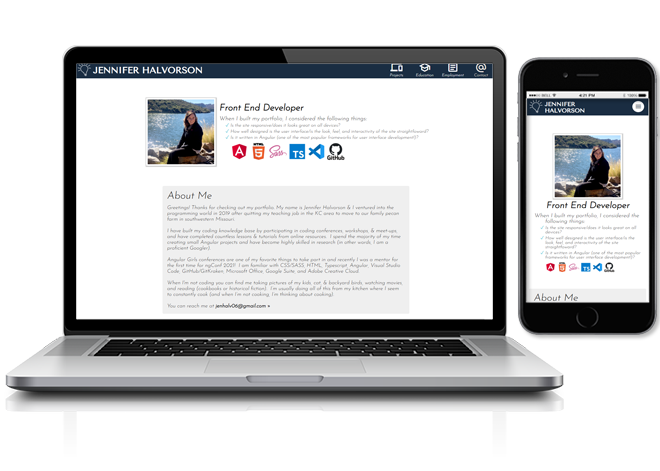 JENNIFER HALVORSON
Projects Education Employment Contact
Front End Developer
When I built my portfolio, I considered the following things:
Is the site responsive/does it looks great on all devices?
How well designed is the user interface/is the look, feel, and interactivity of the site straightforward?
Is it written in Angular (one of the most popular frameworks for user interface development)?
HTML
5
Sass
TS
GitHub
About Me
Greetings! Thanks for checking out my portfolio. My name is Jennifer Halvorson & I ventured into the
programming world in 2019 after quitting my teaching job in the KC area to move to our family pecan
farm in southwestern Missouri.
I have built my coding knowledge base by participating in coding conferences, workshops, & meet-ups,
and have completed countless lessons & tutorials from online resources. I spend the majority of my time
creating small Angular projects and have become highly skilled in research (in other words, I am a
proficient Googler).
Angular Girls conferences are one of my favorite things to take part in and recently I was a mentor for
the first time for ngConf 2021! I am familiar with CSS/SASS, HTML, Typescript, Angular, Visual Studio
Code, GitHub/GitKraken, Microsoft Office, Google Suite, and Adobe Creative Cloud.
When I'm not coding you can find me taking pictures of my kids, cat, & backyard birds, watching movies,
and reading (cookbooks or historical fiction). I'm usually doing all of this from my kitchen where I seem
to constantly cook (and when I'm not cooking, I'm thinking about cooking).
You can reach me at jenhalv06@gmail.com »
4:21 PM
100%
JENNIFER
HALVORSON
Front End Developer
When I built my portfolio, I considered the
following things:
Is the site responsive/does it looks great on all
devices?
How well designed is the user interface/is the
look, feel, and interactivity of the site
straightforward?
Is it written in Angular (one of the most popular
frameworks for user interface development)?
HTML
5
Sass
TS
GitHub
About Me